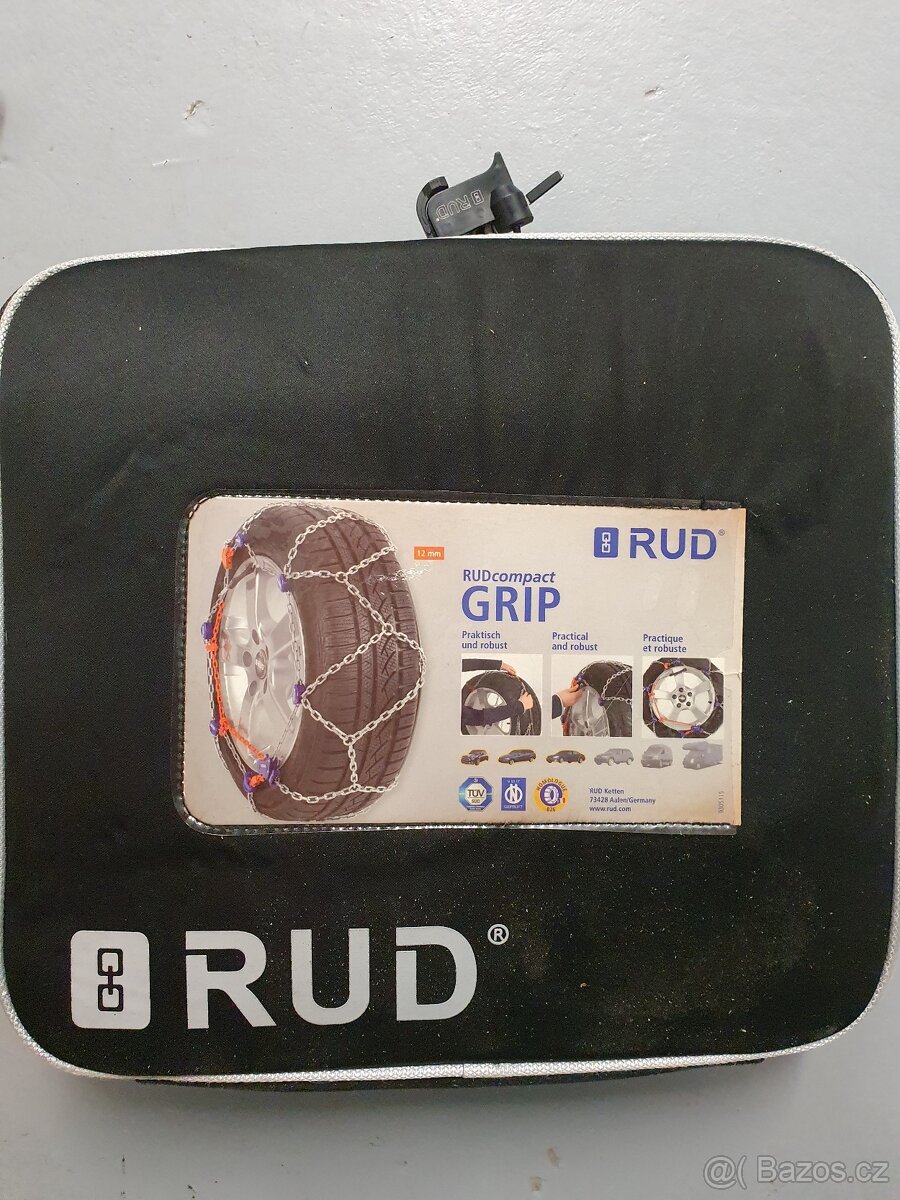 RUD
12 mm
RUD®
RUDcompact
GRIP
Praktisch
und robust
Practical
and robust
Practique
et robuste
TÜV
SÜD
RUD Ketten
73428 Aalen/Germany
www.rud.com
RUD®
@( Bazos.cz